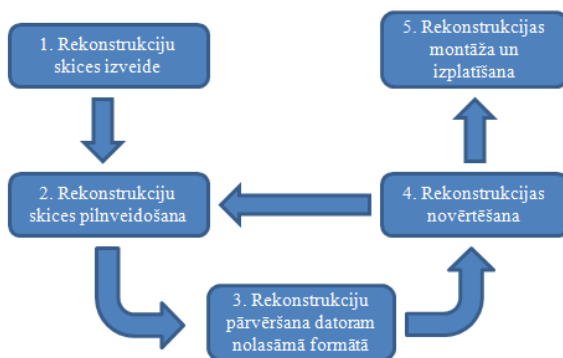 1. Rekonstrukciju
skices izveide
5. Rekonstrukcijas
montāža un
izplatīšana
2. Rekonstrukciju
skices pilnveidošana
4. Rekonstrukcijas
novērtēšana
3. Rekonstrukciju
pārvēršana datoram
nolasāmā formātā